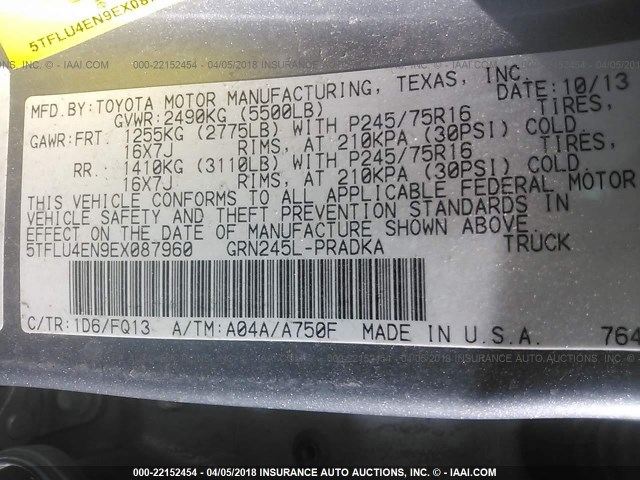 5TFLU4EN9EX087
000-22152454 - 04/05/2018 INSURANCE AUTO AUCTIONS, INC. - © IAAI.COM
MFD.BY:TOYOTA MOTOR MANUFACTURING, TEXAS, INC. DATE:10/13
GVWR:2490KG (5500LB)
GAWR:FRT. 1255KG (2775LB) WITH P245/75R16 TIRES,
16X7J RIMS, AT 210KPA (30PSI) COLD.
RR. 1410KG (3110LB) WITH P245/75R16 TIRES,
16X7J RIMS, AT 210KPA (30PSI) COLD.
THIS VEHICLE CONFORMS TO ALL APPLICABLE FEDERAL MOTOR
VEHICLE SAFETY AND THEFT PREVENTION STANDARDS IN
EFFECT ON THE DATE OF MANUFACTURE SHOWN ABOVE.
5TFLU4EN9EX087960 GRN245L-PRADKA TRUCK
C/TR:1D6/FQ13 A/TM:A04A/A750F MADE IN U.S.A. 764
000-22152454 - 04/05/2018 INSURANCE AUTO AUCTIONS, INC. - © IAAI.COM